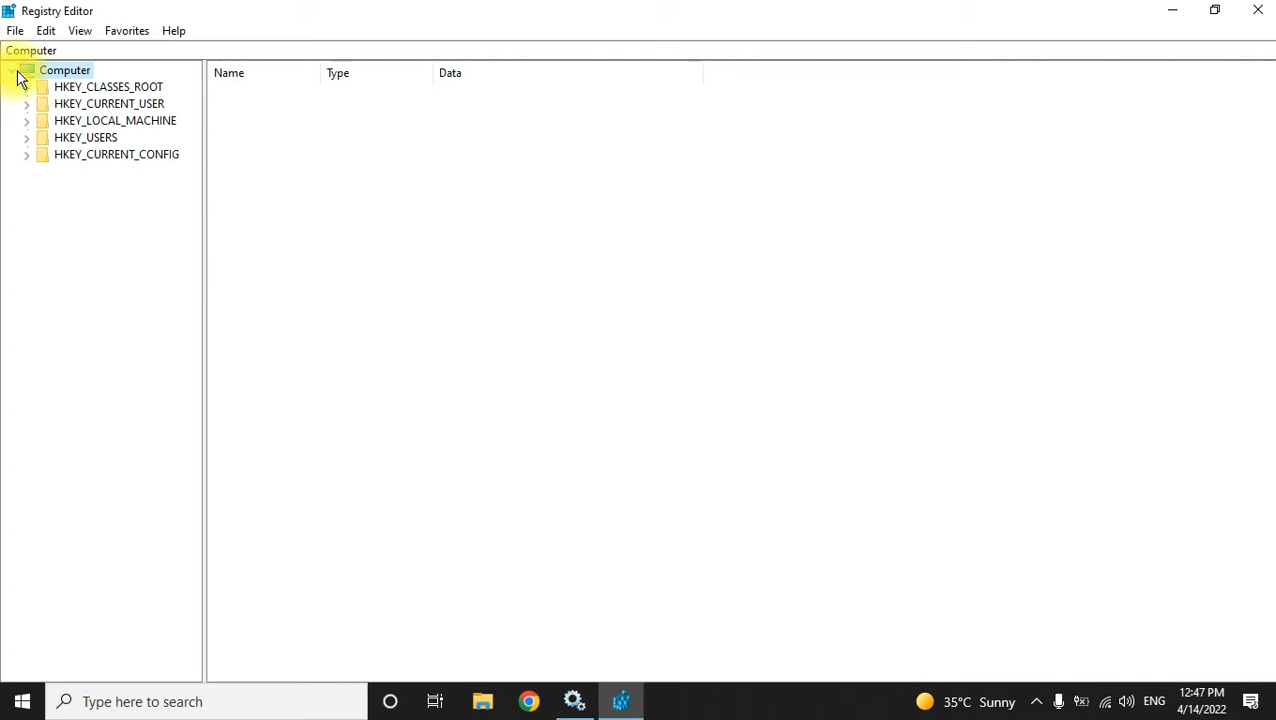 Registry Editor
File Edit View Favorites Help
Computer
Computer
HKEY_CLASSES_ROOT
HKEY_CURRENT_USER
HKEY_LOCAL_MACHINE
HKEY_USERS
HKEY_CURRENT_CONFIG
Name Type Data
Type here to search
35°C Sunny
ENG
12:47 PM
4/14/2022